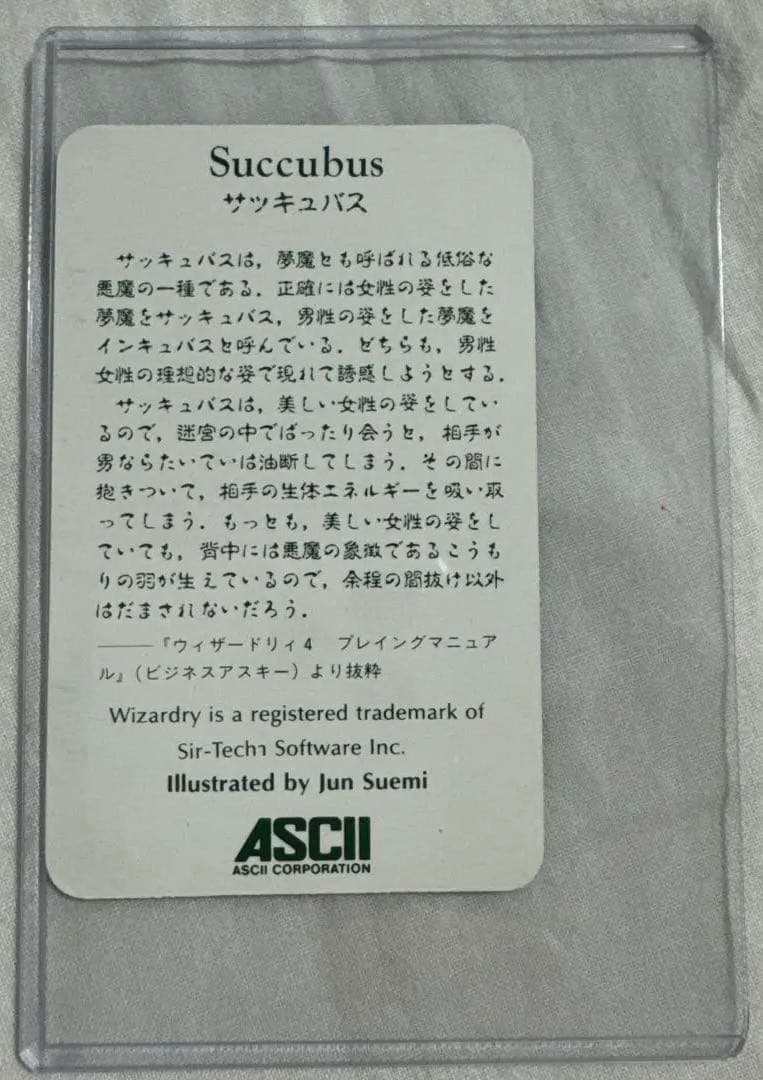 Succubus
サッキュバス
サッキュバスは，夢魔とも呼ばれる低俗な
悪魔の一種である．正確には女性の姿をした
夢魔をサッキュバス，男性の姿をした夢魔を
インキュバスと呼んでいる．どちらも，男性
女性の理想的な姿で現れて誘惑しようとする．
サッキュバスは，美しい女性の姿をしてい
るので，迷宮の中でばったり会うと，相手が
男ならたいていは油断してしまう．その間に
抱きついて，相手の生体エネルギーを吸い取
ってしまう．もっとも，美しい女性の姿をし
ていても，背中には悪魔の象徴であるこうも
りの羽が生えているので，余程の間抜け以外
はだまされないだろう．
———『ウィザードリィ4 プレイングマニュア
ル』（ビジネスアスキー）より抜粋
Wizardry is a registered trademark of
Sir-Tech Software Inc.
Illustrated by Jun Suemi
ASCII
ASCII CORPORATION